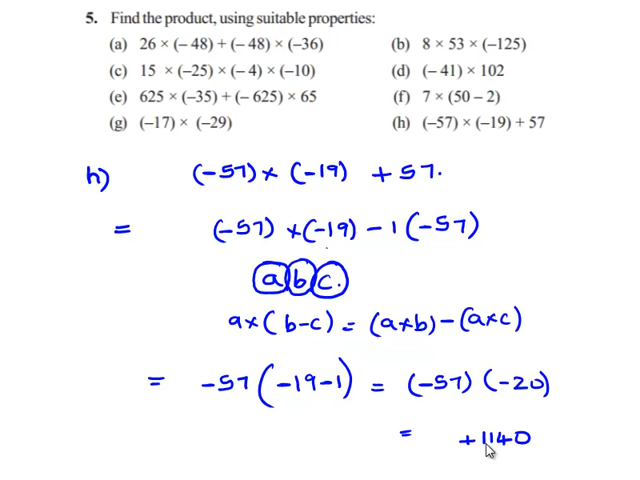 5. Find the product, using suitable properties:
(a) 26 × (– 48) + (– 48) × (–36) (b) 8 × 53 × (–125)
(c) 15 × (–25) × (– 4) × (–10) (d) (– 41) × 102
(e) 625 × (–35) + (– 625) × 65 (f) 7 × (50 – 2)
(g) (–17) × (–29) (h) (–57) × (–19) + 57
h) (-57) × (-19) + 57.
= (-57) × (-19) - 1 (-57)
a b c.
a × ( b - c ) = (a × b) - (a × c)
= -57 ( -19 - 1 ) = (-57) (-20)
= +1140